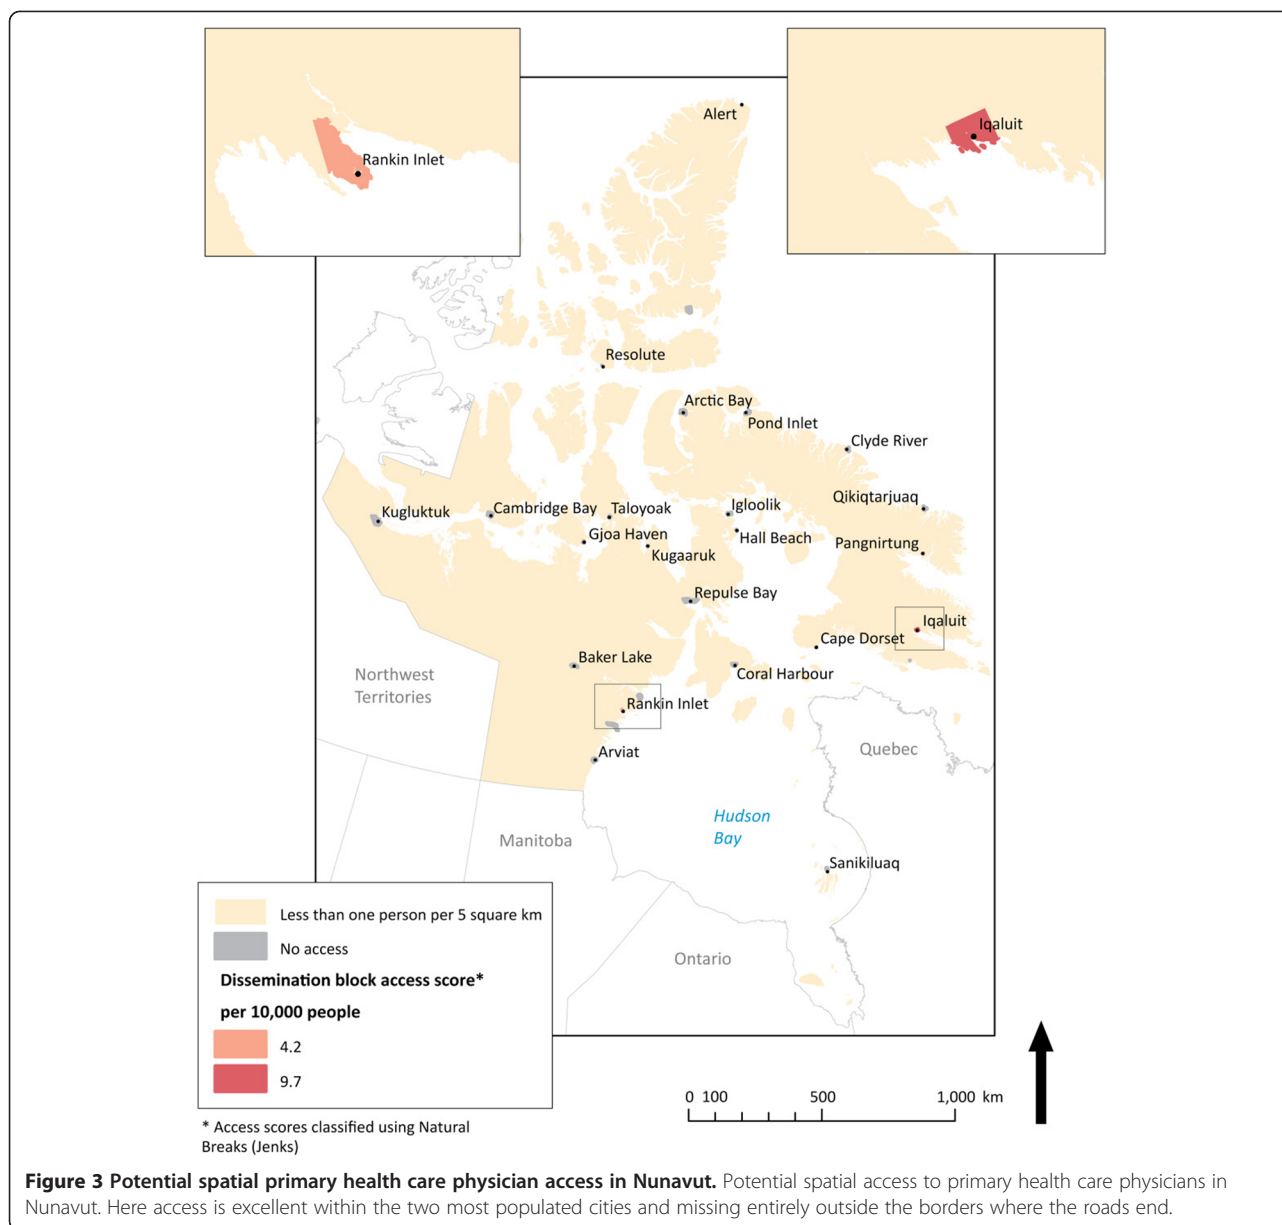 Rankin Inlet
Iqaluit
Alert
Resolute
Arctic Bay
Pond Inlet
Clyde River
Qikiqtarjuaq
Kugluktuk
Cambridge Bay
Taloyoak
Igloolik
Gjoa Haven
Hall Beach
Kugaaruk
Pangnirtung
Repulse Bay
Iqaluit
Cape Dorset
Baker Lake
Coral Harbour
Northwest
Territories
Rankin Inlet
Quebec
Arviat
Hudson
Bay
Manitoba
Sanikiluaq
Ontario
Less than one person per 5 square km
No access
Dissemination block access score*
per 10,000 people
4.2
9.7
* Access scores classified using Natural
Breaks (Jenks)
0 100 500 1,000 km
Figure 3 Potential spatial primary health care physician access in Nunavut. Potential spatial access to primary health care physicians in
Nunavut. Here access is excellent within the two most populated cities and missing entirely outside the borders where the roads end.